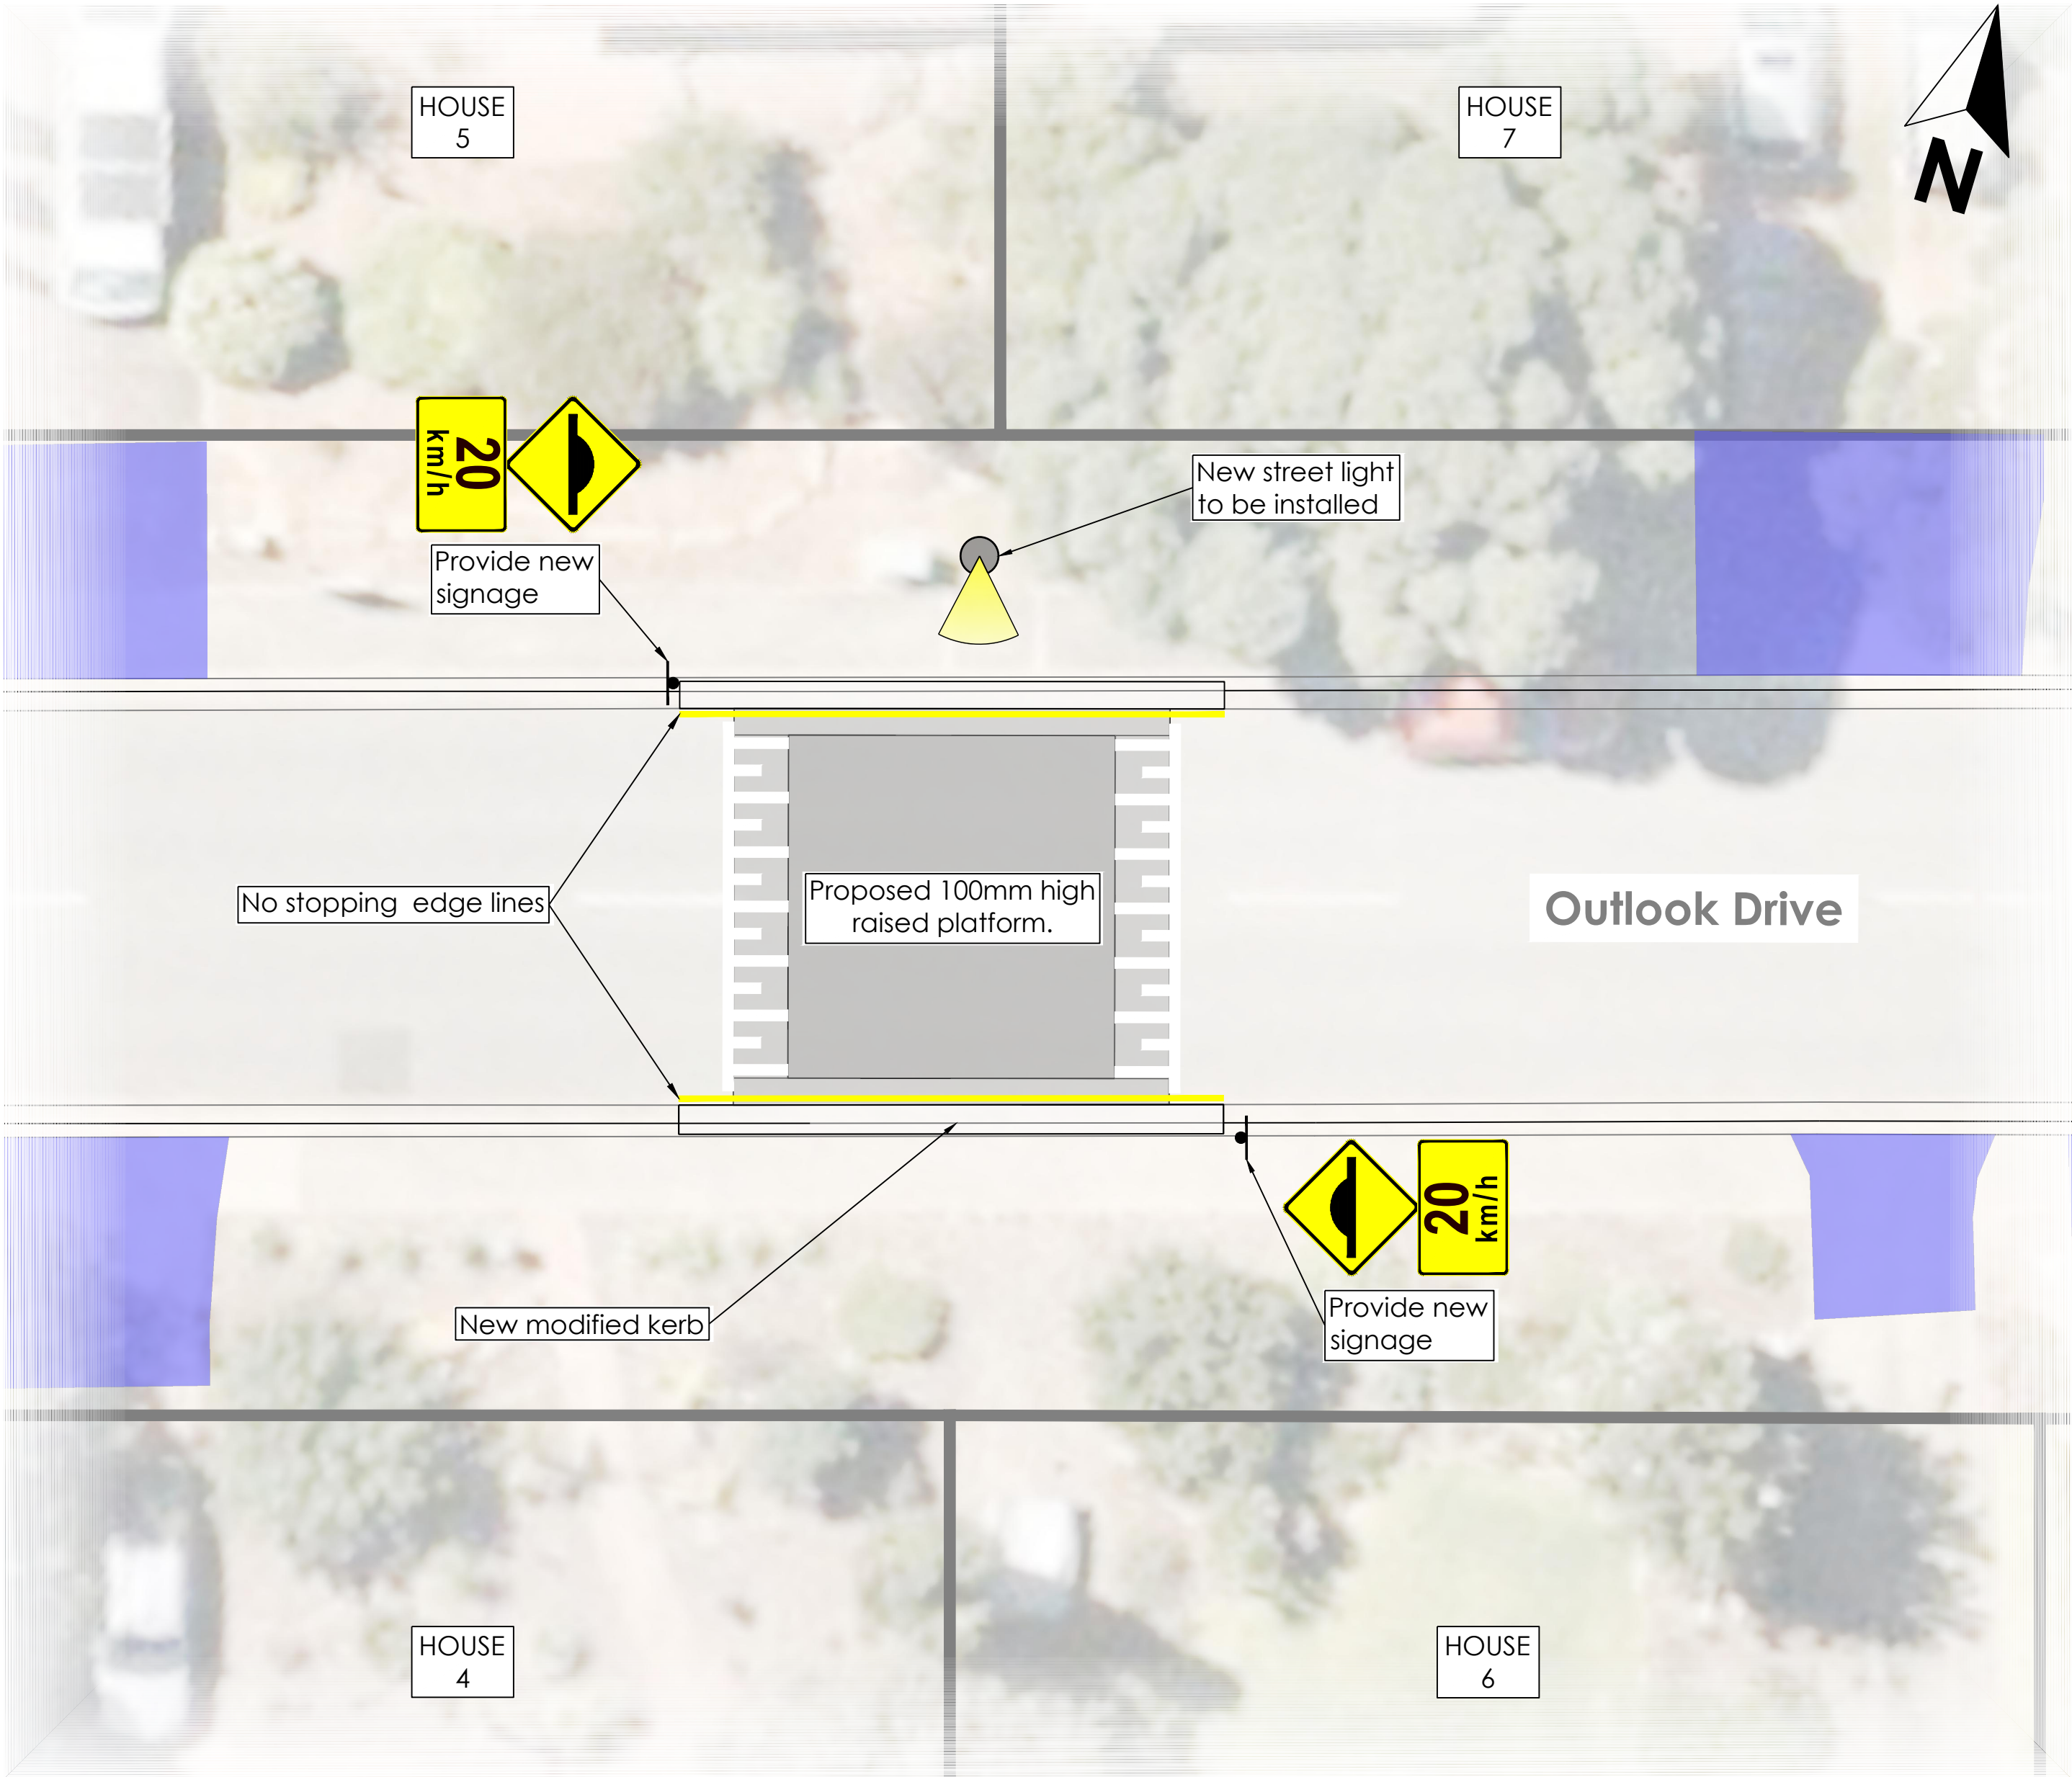 HOUSE
5
HOUSE
7
N
20
km/h
New street light
to be installed
Provide new
signage
No stopping edge lines
Proposed 100mm high
raised platform.
Outlook Drive
20
km/h
New modified kerb
Provide new
signage
HOUSE
4
HOUSE
6